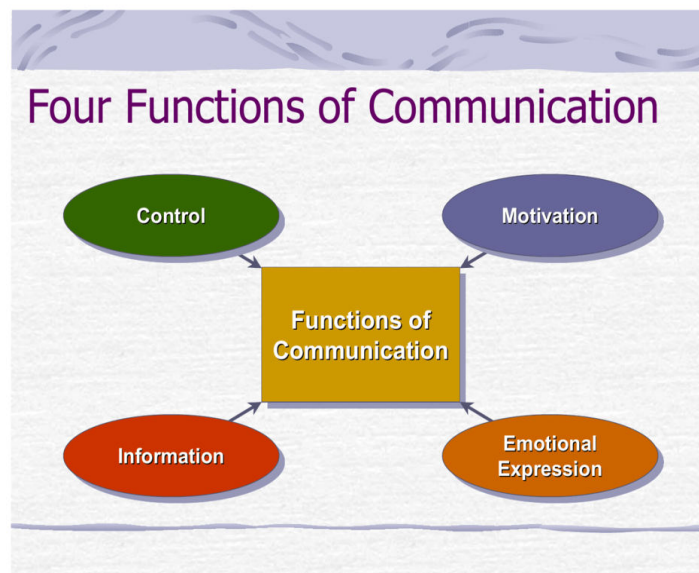 Four Functions of Communication
Control
Motivation
Functions of
Communication
Information
Emotional
Expression